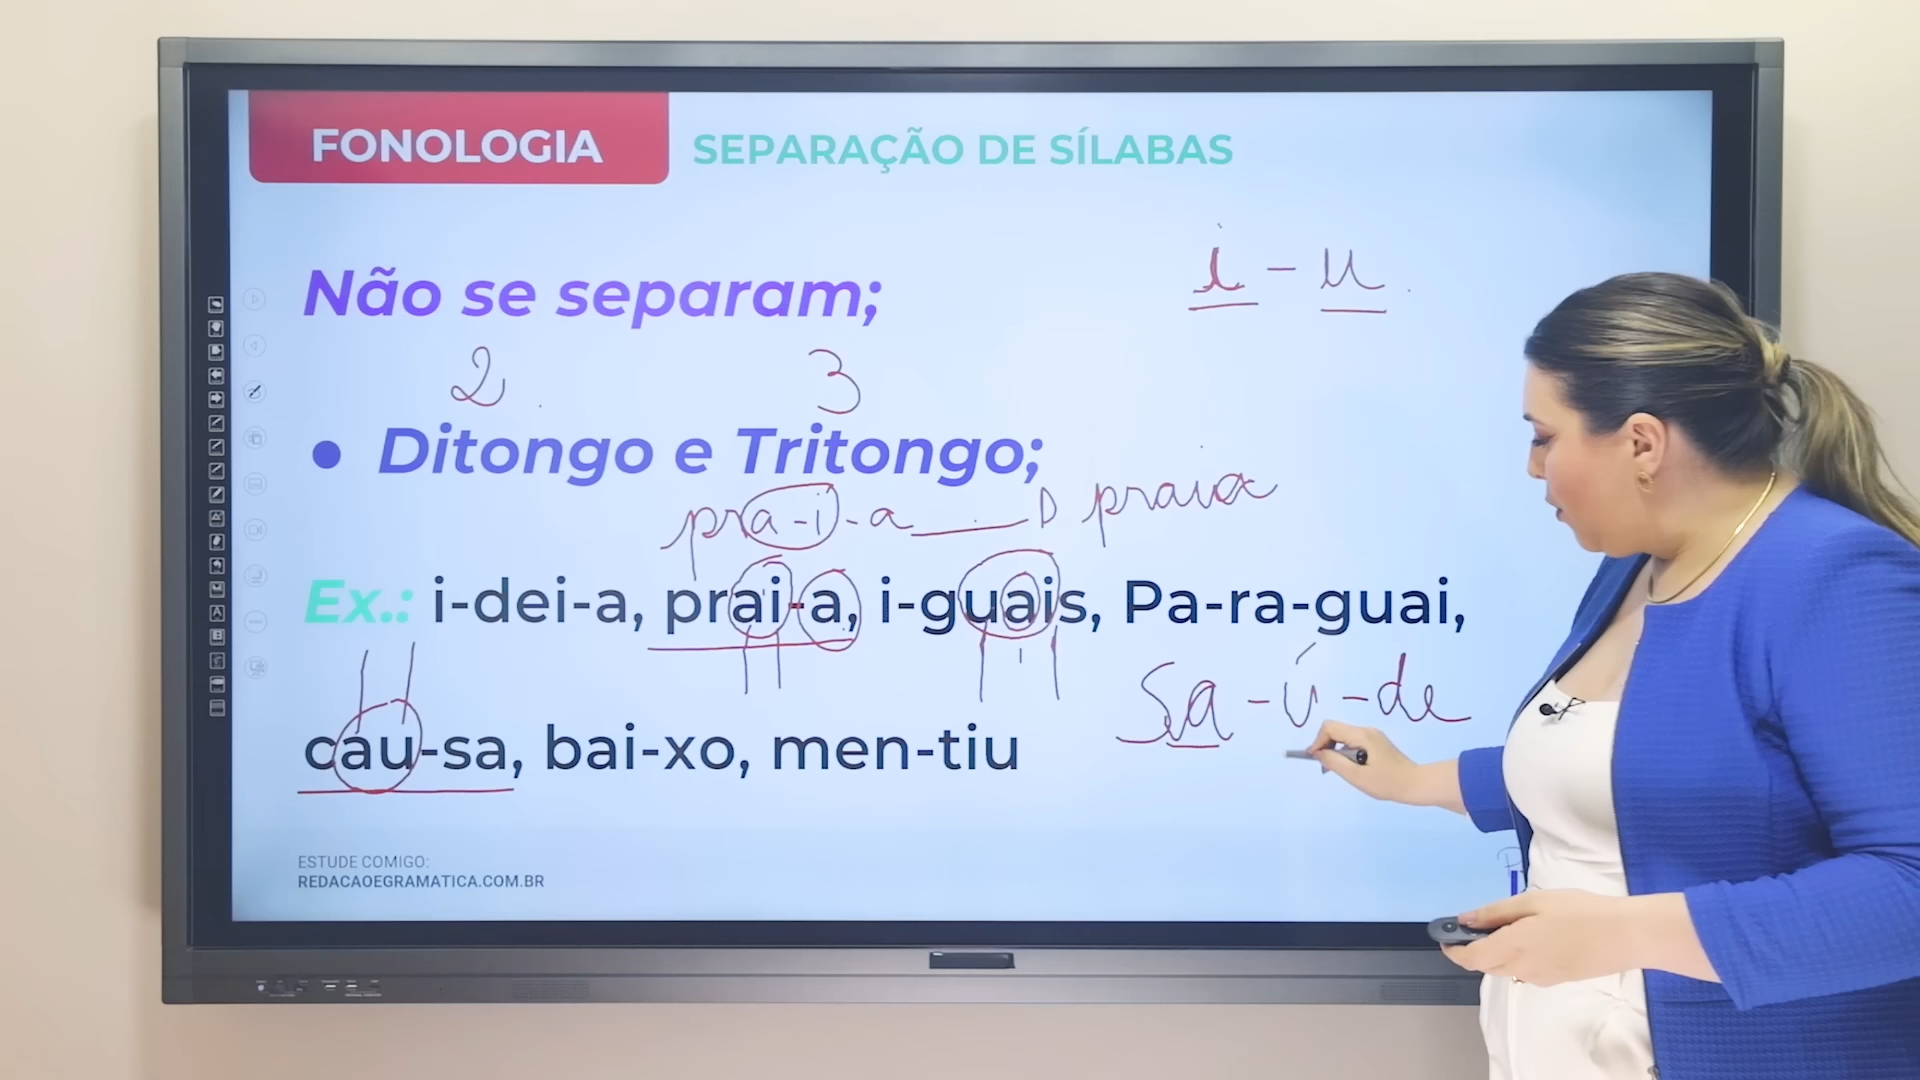 FONOLOGIA SEPARAÇÃO DE SÍLABAS
i - u
Não se separam;
2 3
• Ditongo e Tritongo;
pra-i-a praia
Ex.: i-dei-a, prai-a, i-guais, Pa-ra-guai,
Sa-ú-de
cau-sa, bai-xo, men-tiu
ESTUDE COMIGO:
REDACAOEGRAMATICA.COM.BR